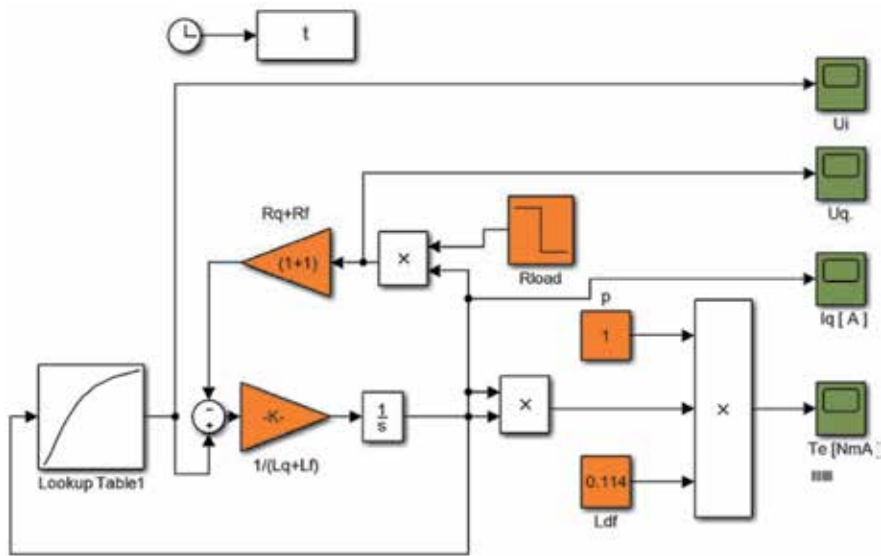 t
Ui
Uq.
Rq+Rf
(1+1)
×
Rload
Iq [ A ]
p
1
-K-
1
s
×
×
Te [NmA ]
Lookup Table1
1/(Lq+Lf)
0.114
Ldf